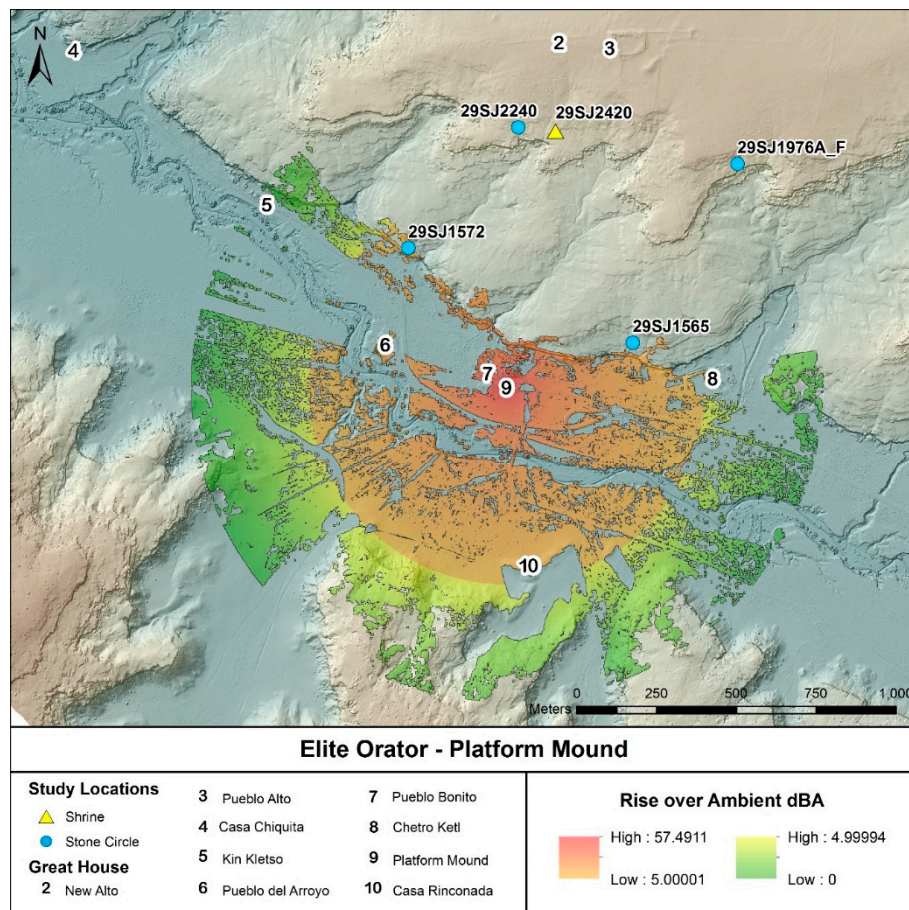 N
4
2
3
29SJ2240
29SJ2420
29SJ1976A_F
5
29SJ1572
29SJ1565
6
7
8
9
10
0 250 500 750 1,000
Meters
Elite Orator - Platform Mound
Study Locations
Shrine
Stone Circle
Great House
2 New Alto
3 Pueblo Alto
4 Casa Chiquita
5 Kin Kletso
6 Pueblo del Arroyo
7 Pueblo Bonito
8 Chetro Ketl
9 Platform Mound
10 Casa Rinconada
Rise over Ambient dBA
High : 57.4911
Low : 5.00001
High : 4.99994
Low : 0